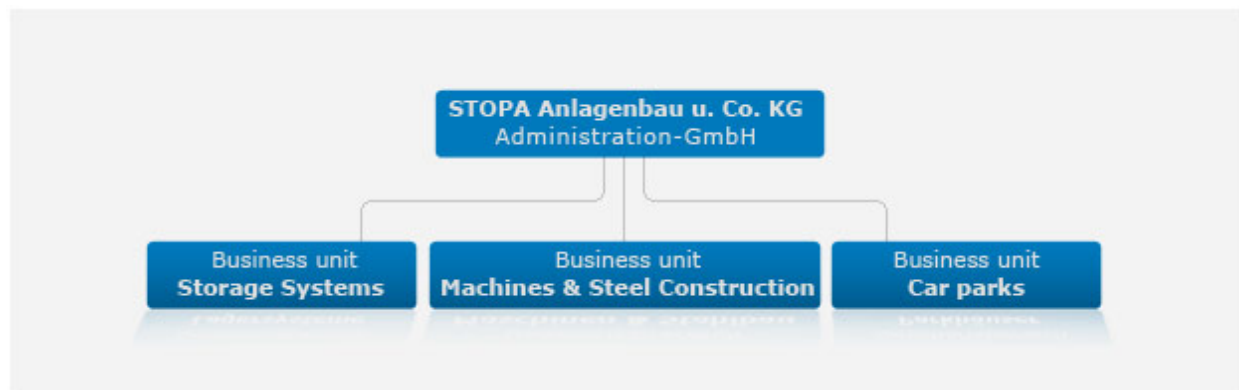 STOPA Anlagenbau u. Co. KG
Administration-GmbH
Business unit
Storage Systems
Business unit
Machines & Steel Construction
Business unit
Car parks